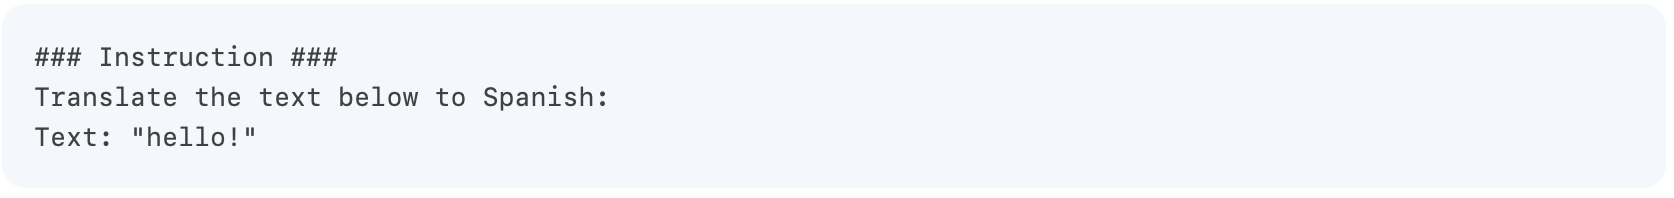 ### Instruction ###
Translate the text below to Spanish:
Text: "hello!"